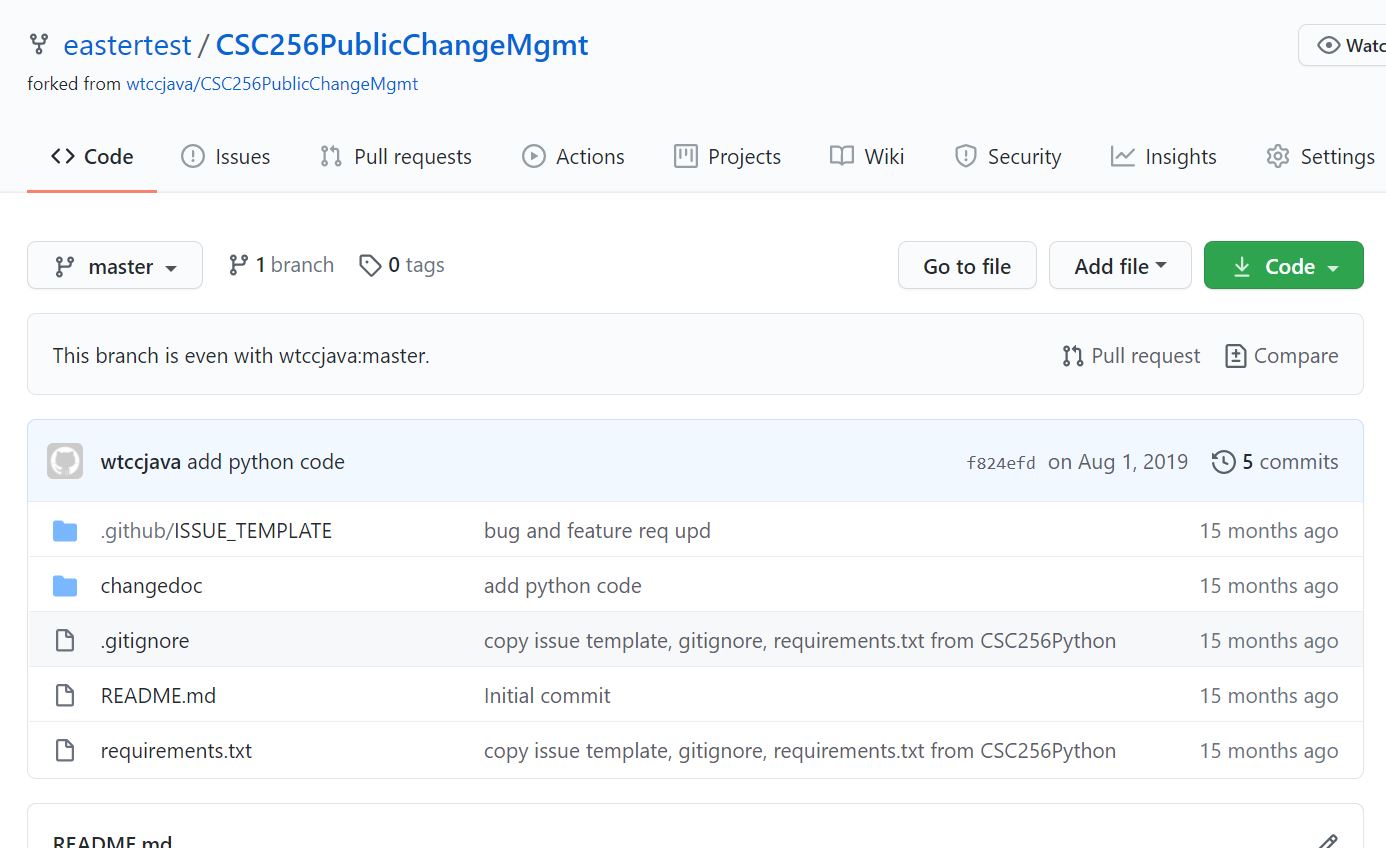 eastertest / CSC256PublicChangeMgmt
Watc
forked from wtccjava/CSC256PublicChangeMgmt
Code Issues Pull requests Actions Projects Wiki Security Insights Settings
master 1 branch 0 tags Go to file Add file Code
This branch is even with wtccjava:master. Pull request Compare
wtccjava add python code f824efd on Aug 1, 2019 5 commits
.github/ISSUE_TEMPLATE bug and feature req upd 15 months ago
changedoc add python code 15 months ago
.gitignore copy issue template, gitignore, requirements.txt from CSC256Python 15 months ago
README.md Initial commit 15 months ago
requirements.txt copy issue template, gitignore, requirements.txt from CSC256Python 15 months ago
README.md